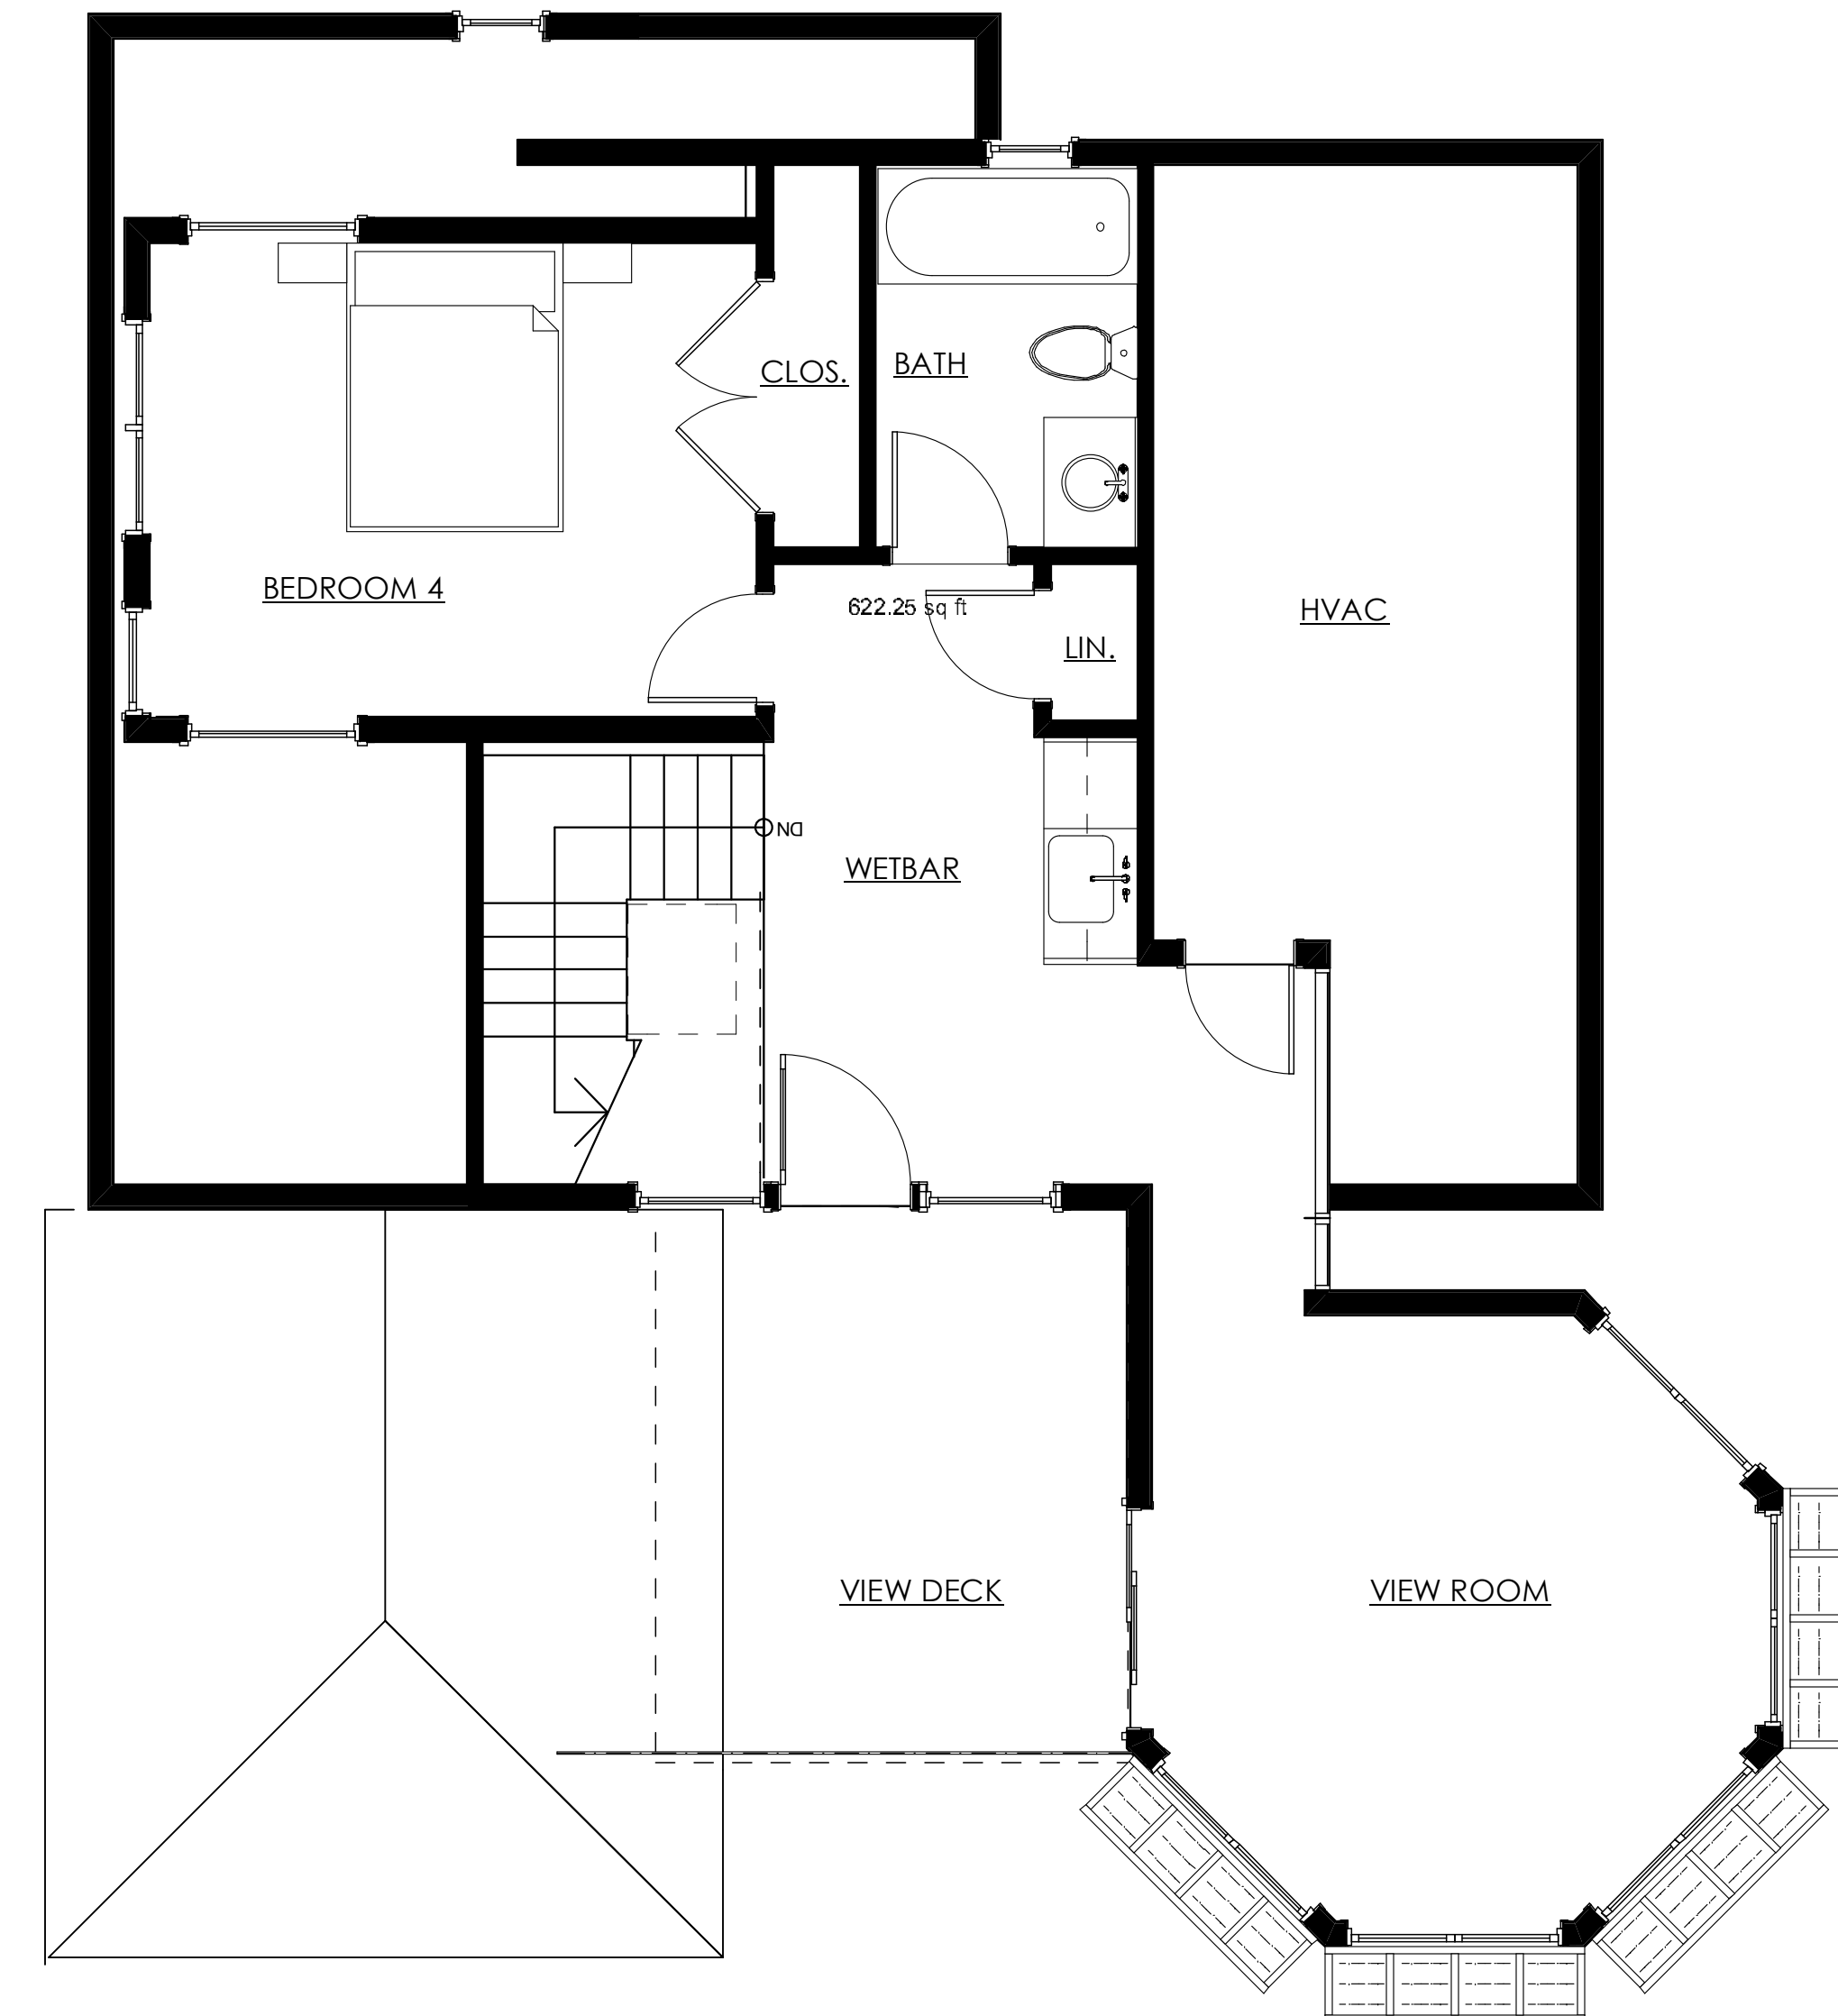 BATH
CLOS.
BEDROOM 4
622.25 sq ft
HVAC
LIN.
DN
WETBAR
VIEW DECK
VIEW ROOM